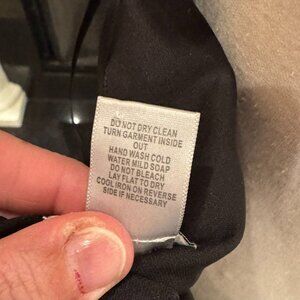 DO NOT DRY CLEAN
TURN GARMENT INSIDE
OUT
HAND WASH COLD
WATER MILD SOAP
DO NOT BLEACH
LAY FLAT TO DRY
COOL IRON ON REVERSE
SIDE IF NECESSARY